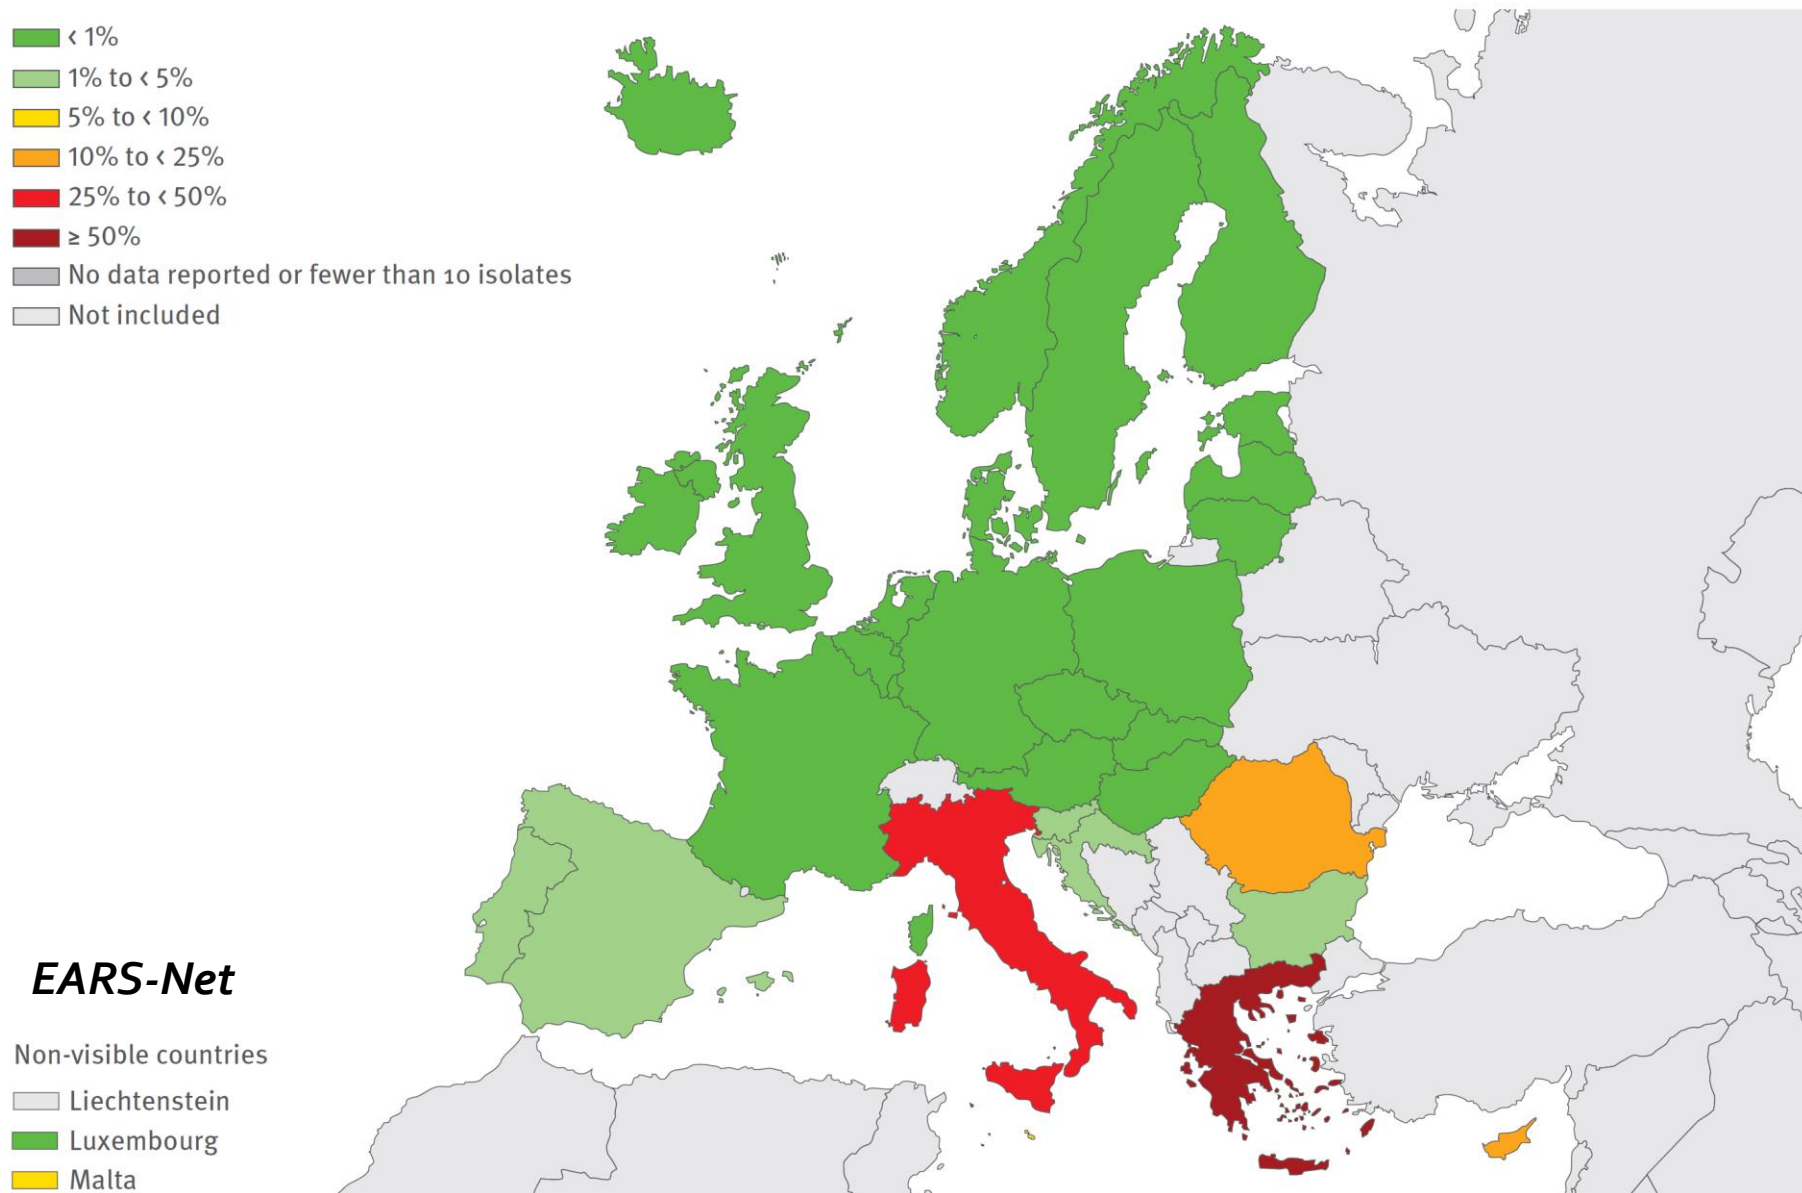 < 1%
1% to < 5%
5% to < 10%
10% to < 25%
25% to < 50%
≥ 50%
No data reported or fewer than 10 isolates
Not included
EARS-Net
Non-visible countries
Liechtenstein
Luxembourg
Malta